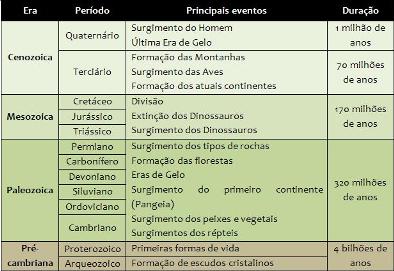 Era Período Principais eventos Duração
Cenozoica
Quaternário
Surgimento do Homem
Última Era de Gelo
1 milhão de
anos
Terciário
Formação das Montanhas
Surgimento das Aves
Formação dos atuais continentes
70 milhões
de anos
Mesozoica
Cretáceo
Jurássico
Triássico
Divisão
Extinção dos Dinossauros
Surgimento dos Dinossauros
170 milhões
de anos
Paleozoica
Permiano
Carbonífero
Devoniano
Siluviano
Ordoviciano
Cambriano
Surgimento dos tipos de rochas
Formação das florestas
Eras de Gelo
Surgimento do primeiro continente
(Pangeia)
Surgimento dos peixes e vegetais
Surgimentos dos répteis
320 milhões
de anos
Pré-
cambriana
Proterozoico
Arqueozoico
Primeiras formas de vida
Formação de escudos cristalinos
4 bilhões de
anos